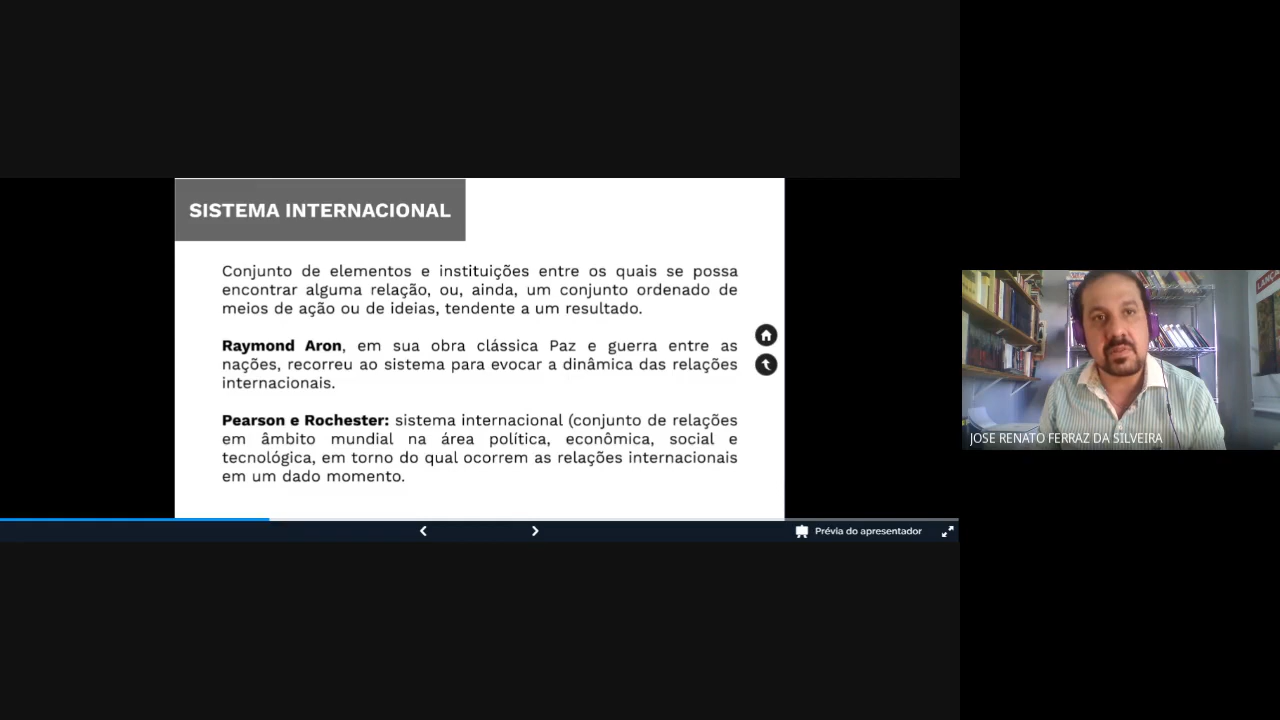 SISTEMA INTERNACIONAL
Conjunto de elementos e instituições entre os quais se possa
encontrar alguma relação, ou, ainda, um conjunto ordenado de
meios de ação ou de ideias, tendente a um resultado.
Raymond Aron, em sua obra clássica Paz e guerra entre as
nações, recorreu ao sistema para evocar a dinâmica das relações
internacionais.
Pearson e Rochester: sistema internacional (conjunto de relações
em âmbito mundial na área política, econômica, social e
tecnológica, em torno do qual ocorrem as relações internacionais
em um dado momento.
Prévia do apresentador
JOSE RENATO FERRAZ DA SILVEIRA